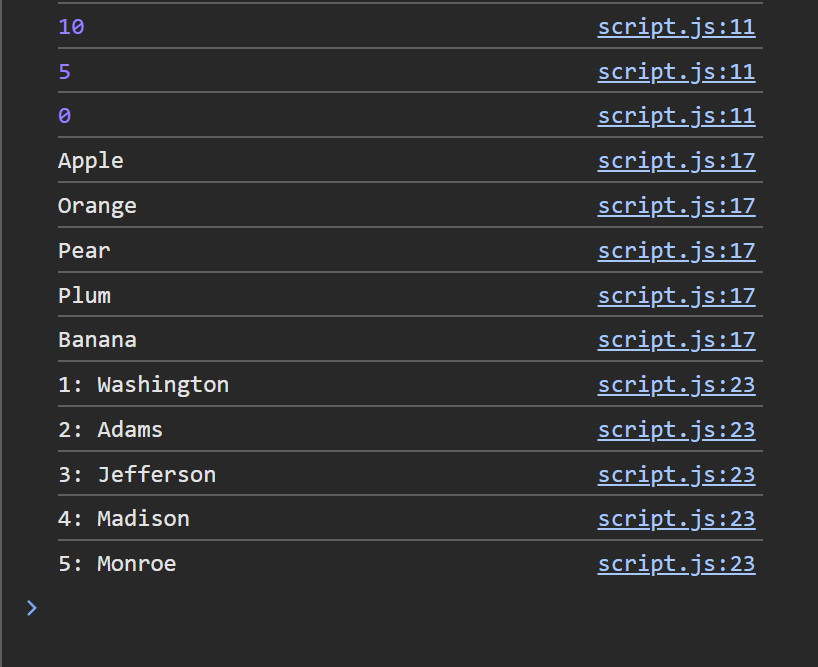 10 script.js:11
5 script.js:11
0 script.js:11
Apple script.js:17
Orange script.js:17
Pear script.js:17
Plum script.js:17
Banana script.js:17
1: Washington script.js:23
2: Adams script.js:23
3: Jefferson script.js:23
4: Madison script.js:23
5: Monroe script.js:23